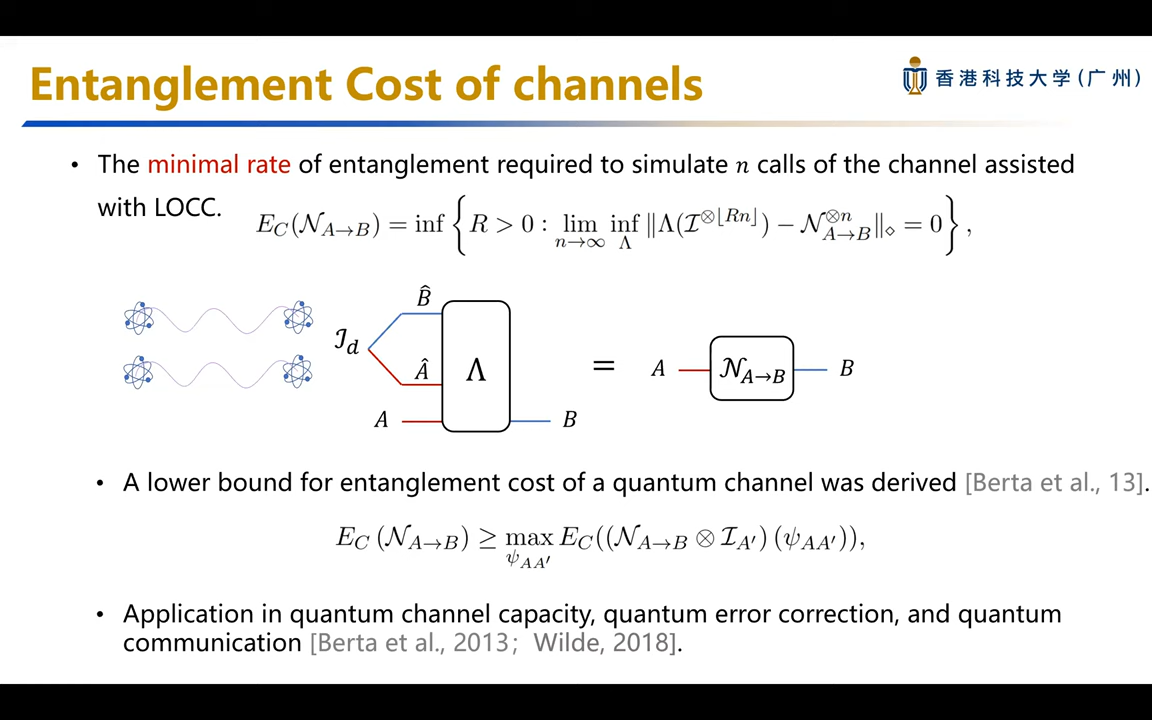 Entanglement Cost of channels
香港科技大学(广州)
• The minimal rate of entanglement required to simulate n calls of the channel assisted
with LOCC.
E_C(𝒩_{A→B}) = inf { R > 0 : lim_{n→∞} inf_Λ ‖Λ(ℐ^{⊗⌊Rn⌋}) − 𝒩^{⊗n}_{A→B}‖_⋄ = 0 },
ℐ_d
B̂
Â
A
Λ
B
=
A
𝒩_{A→B}
B
• A lower bound for entanglement cost of a quantum channel was derived [Berta et al., 13].
E_C (𝒩_{A→B}) ≥ max_{ψ_{AA′}} E_C((𝒩_{A→B} ⊗ ℐ_{A′}) (ψ_{AA′})),
• Application in quantum channel capacity, quantum error correction, and quantum
communication [Berta et al., 2013；Wilde, 2018].